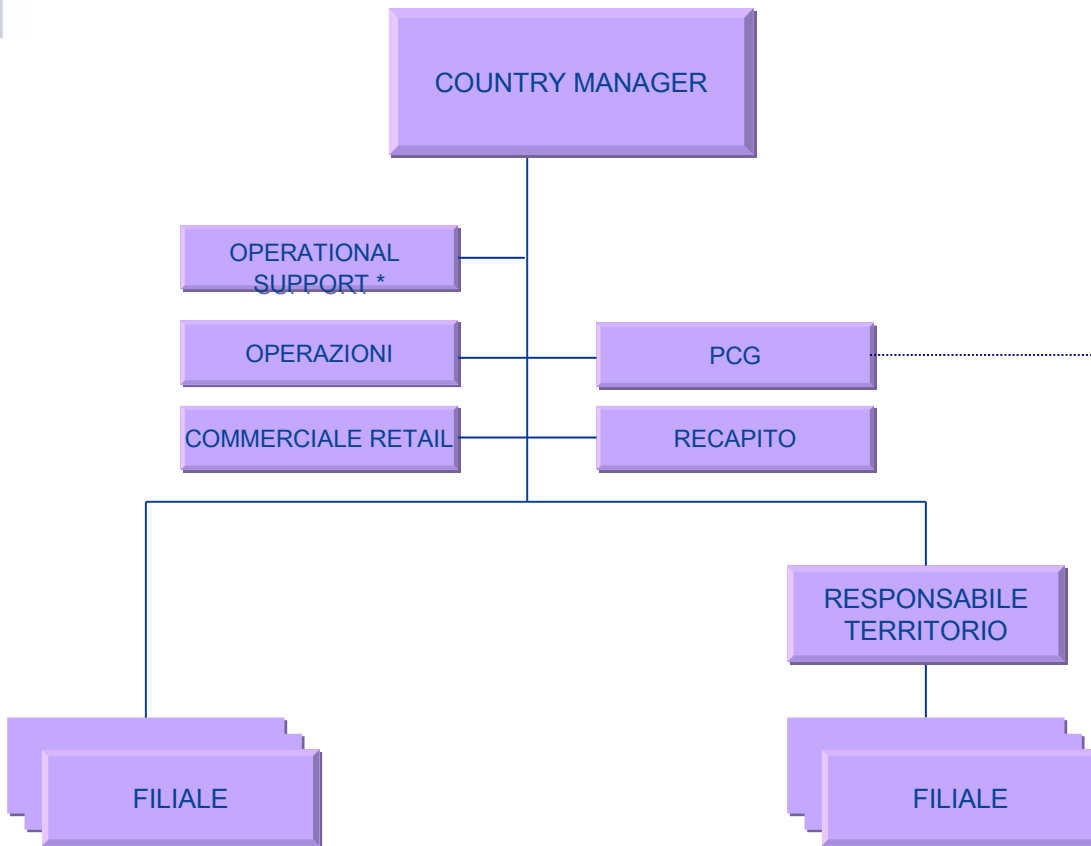 COUNTRY MANAGER
OPERATIONAL
SUPPORT *
OPERAZIONI
PCG
COMMERCIALE RETAIL
RECAPITO
RESPONSABILE
TERRITORIO
FILIALE
FILIALE